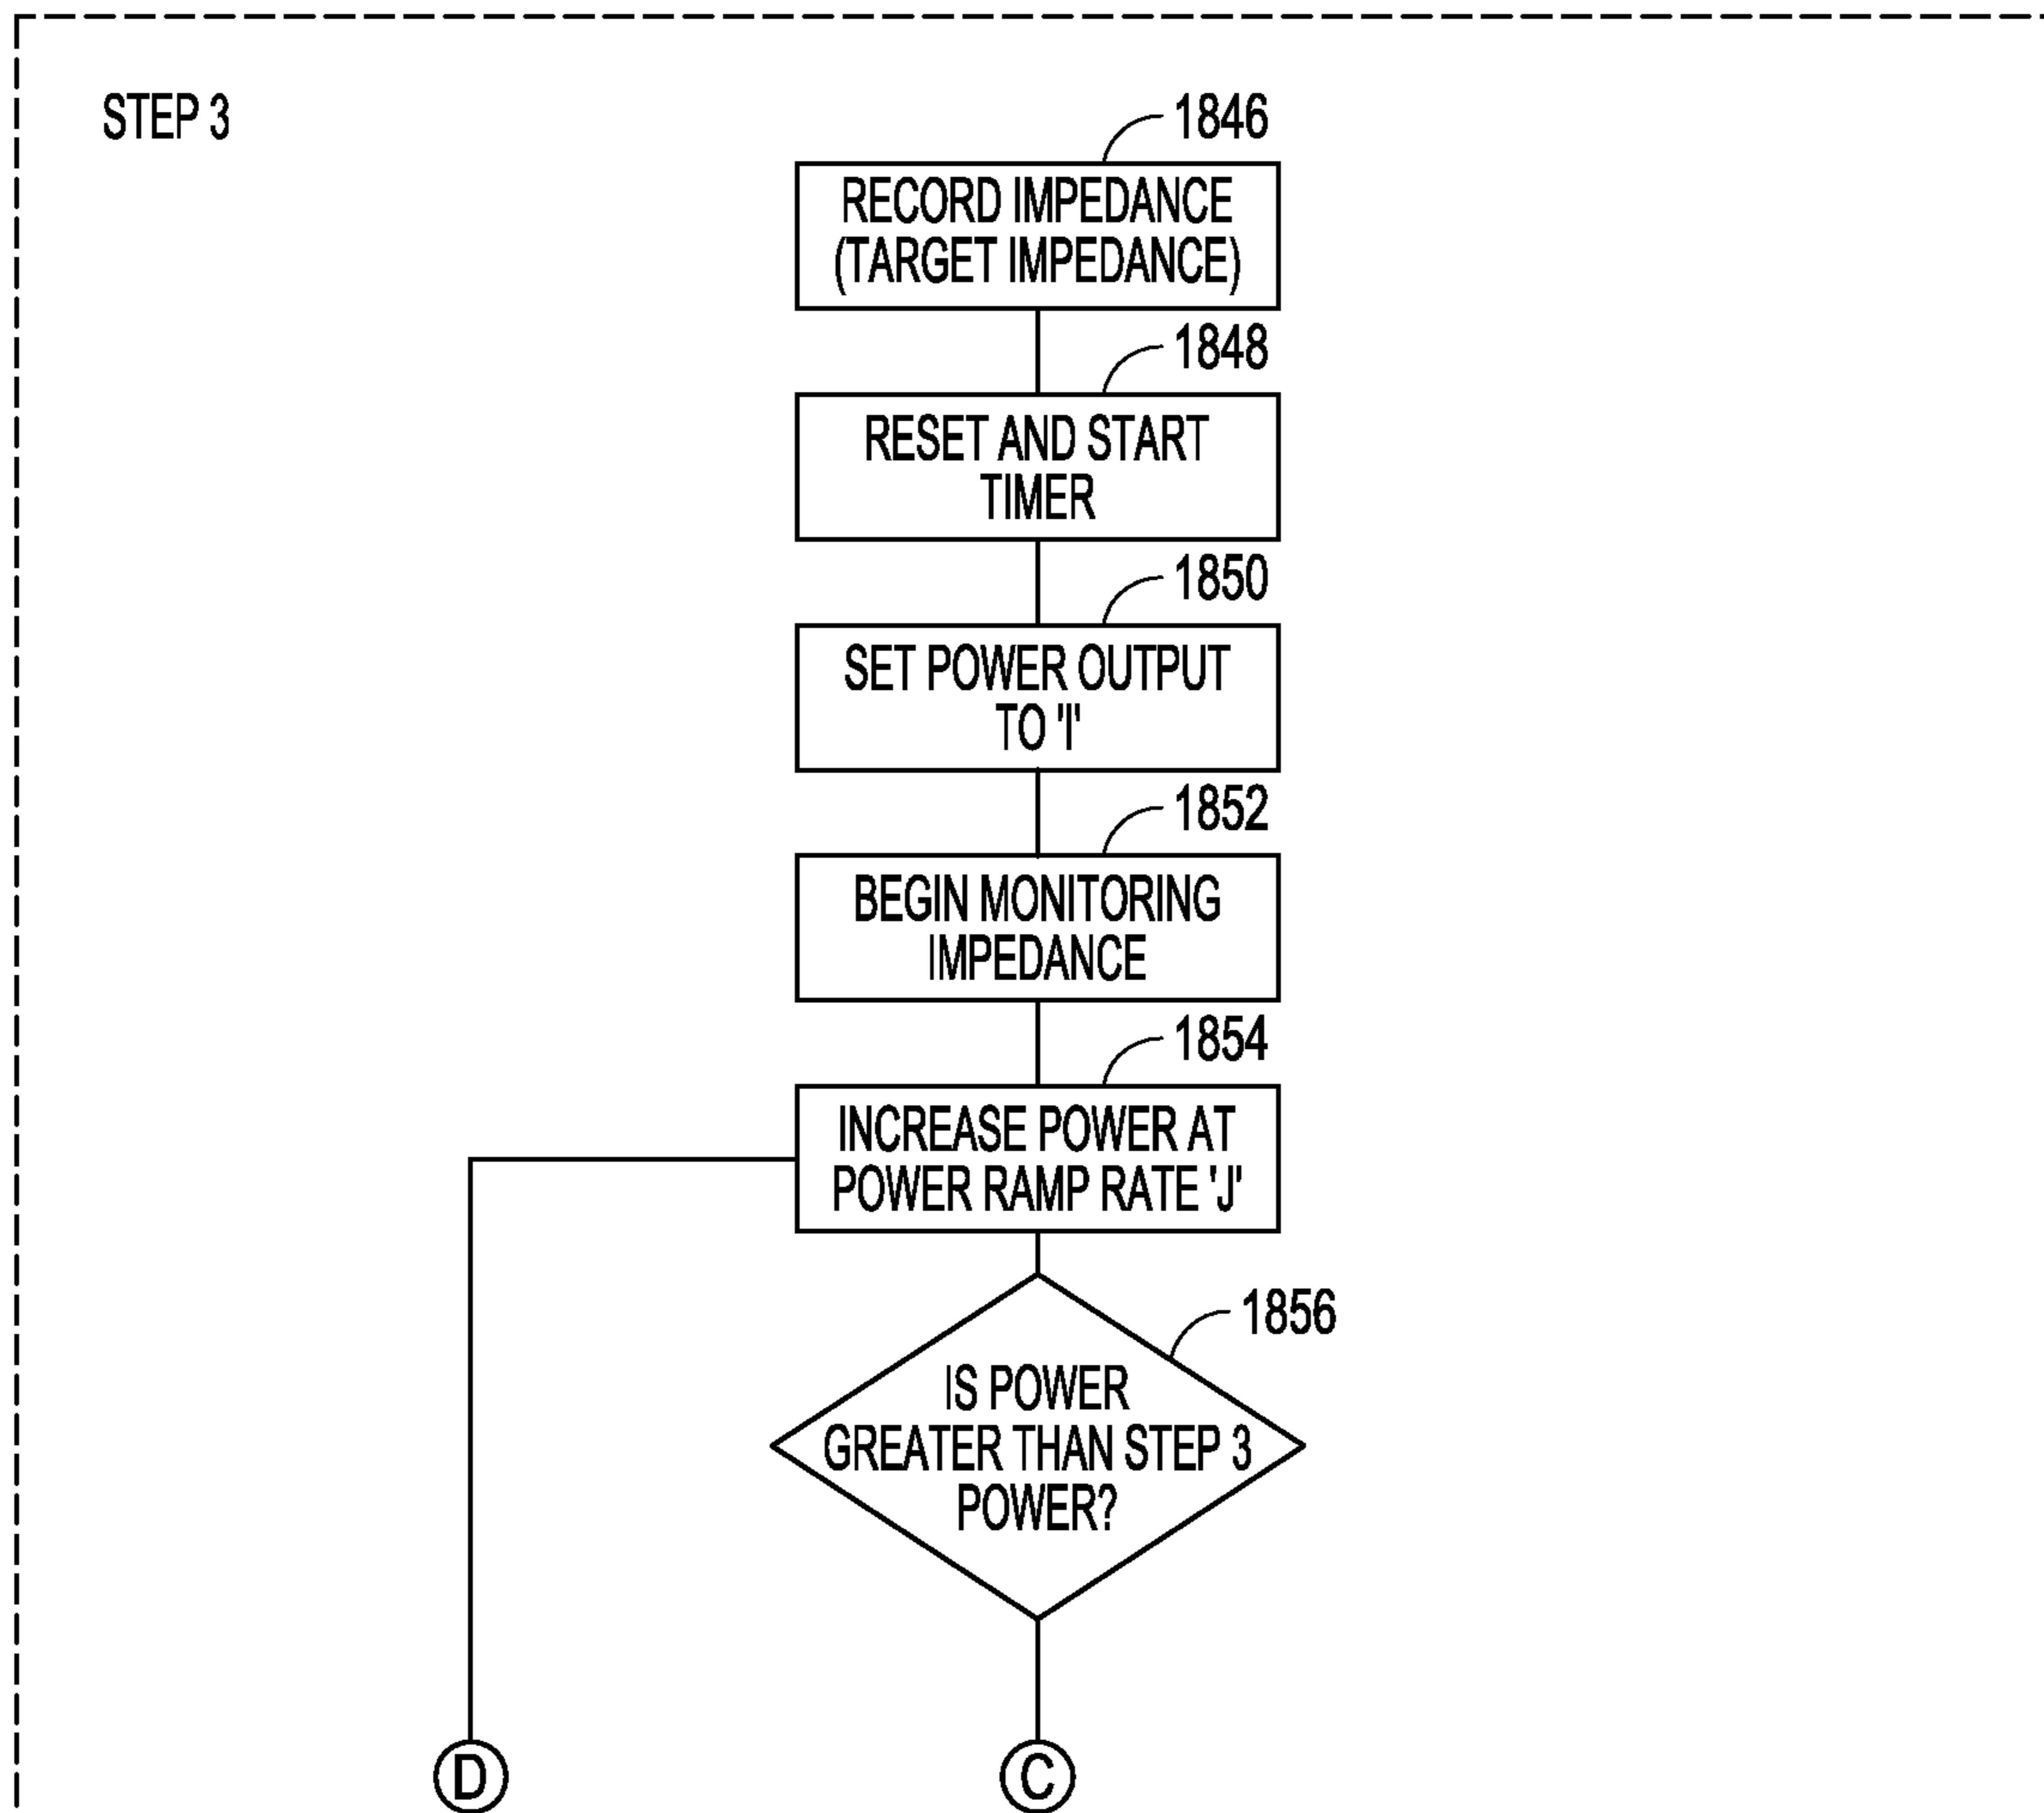 STEP 3
1846
RECORD IMPEDANCE
(TARGET IMPEDANCE)
1848
RESET AND START
TIMER
1850
SET POWER OUTPUT
TO 'I'
1852
BEGIN MONITORING
IMPEDANCE
1854
INCREASE POWER AT
POWER RAMP RATE 'J'
1856
IS POWER
GREATER THAN STEP 3
POWER?
D
C